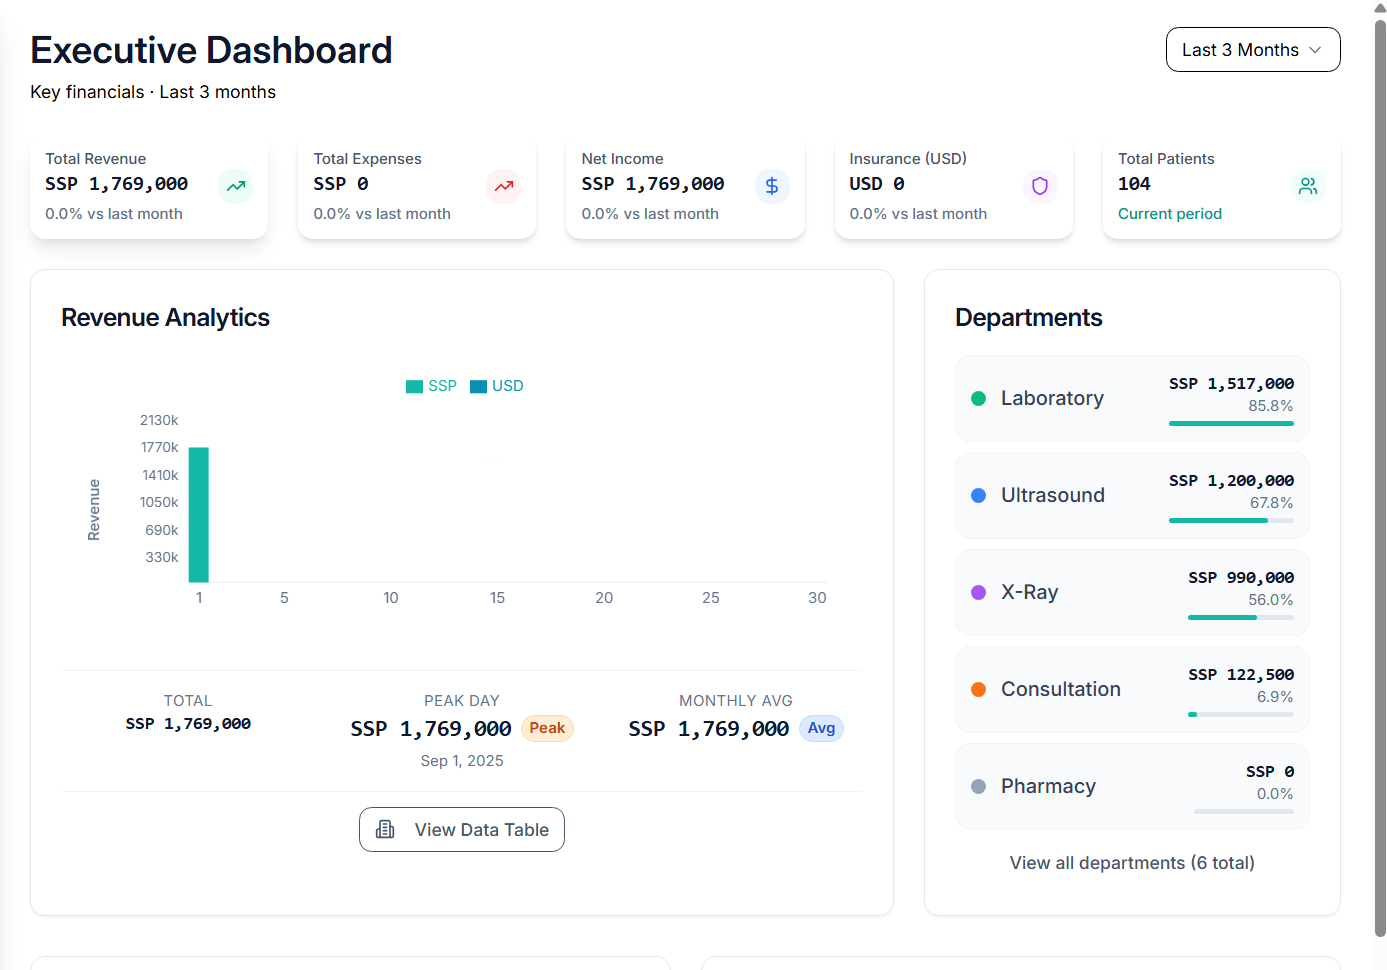 Executive Dashboard
Last 3 Months
Key financials · Last 3 months
Total Revenue
SSP 1,769,000
0.0% vs last month
Total Expenses
SSP 0
0.0% vs last month
Net Income
SSP 1,769,000
0.0% vs last month
Insurance (USD)
USD 0
0.0% vs last month
Total Patients
104
Current period
Revenue Analytics
SSP USD
Revenue
2130k
1770k
1410k
1050k
690k
330k
1 5 10 15 20 25 30
TOTAL
SSP 1,769,000
PEAK DAY
SSP 1,769,000 Peak
Sep 1, 2025
MONTHLY AVG
SSP 1,769,000 Avg
View Data Table
Departments
Laboratory
SSP 1,517,000
85.8%
Ultrasound
SSP 1,200,000
67.8%
X-Ray
SSP 990,000
56.0%
Consultation
SSP 122,500
6.9%
Pharmacy
SSP 0
0.0%
View all departments (6 total)